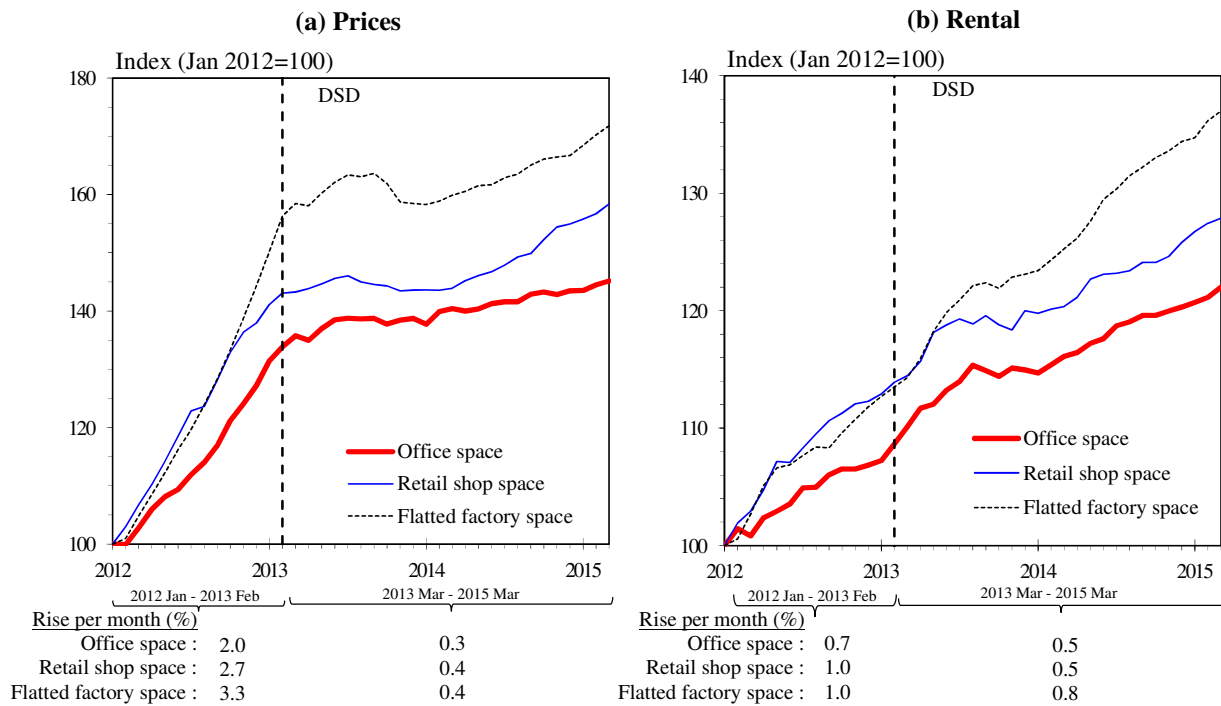 (a) Prices
Index (Jan 2012=100)
180
160
140
120
100
DSD
Office space
Retail shop space
Flatted factory space
2012 2013 2014 2015
2012 Jan - 2013 Feb 2013 Mar - 2015 Mar
Rise per month (%)
Office space : 2.0 0.3
Retail shop space : 2.7 0.4
Flatted factory space : 3.3 0.4
(b) Rental
Index (Jan 2012=100)
140
130
120
110
100
DSD
Office space
Retail shop space
Flatted factory space
2012 2013 2014 2015
2012 Jan - 2013 Feb 2013 Mar - 2015 Mar
Rise per month (%)
Office space : 0.7 0.5
Retail shop space : 1.0 0.5
Flatted factory space : 1.0 0.8